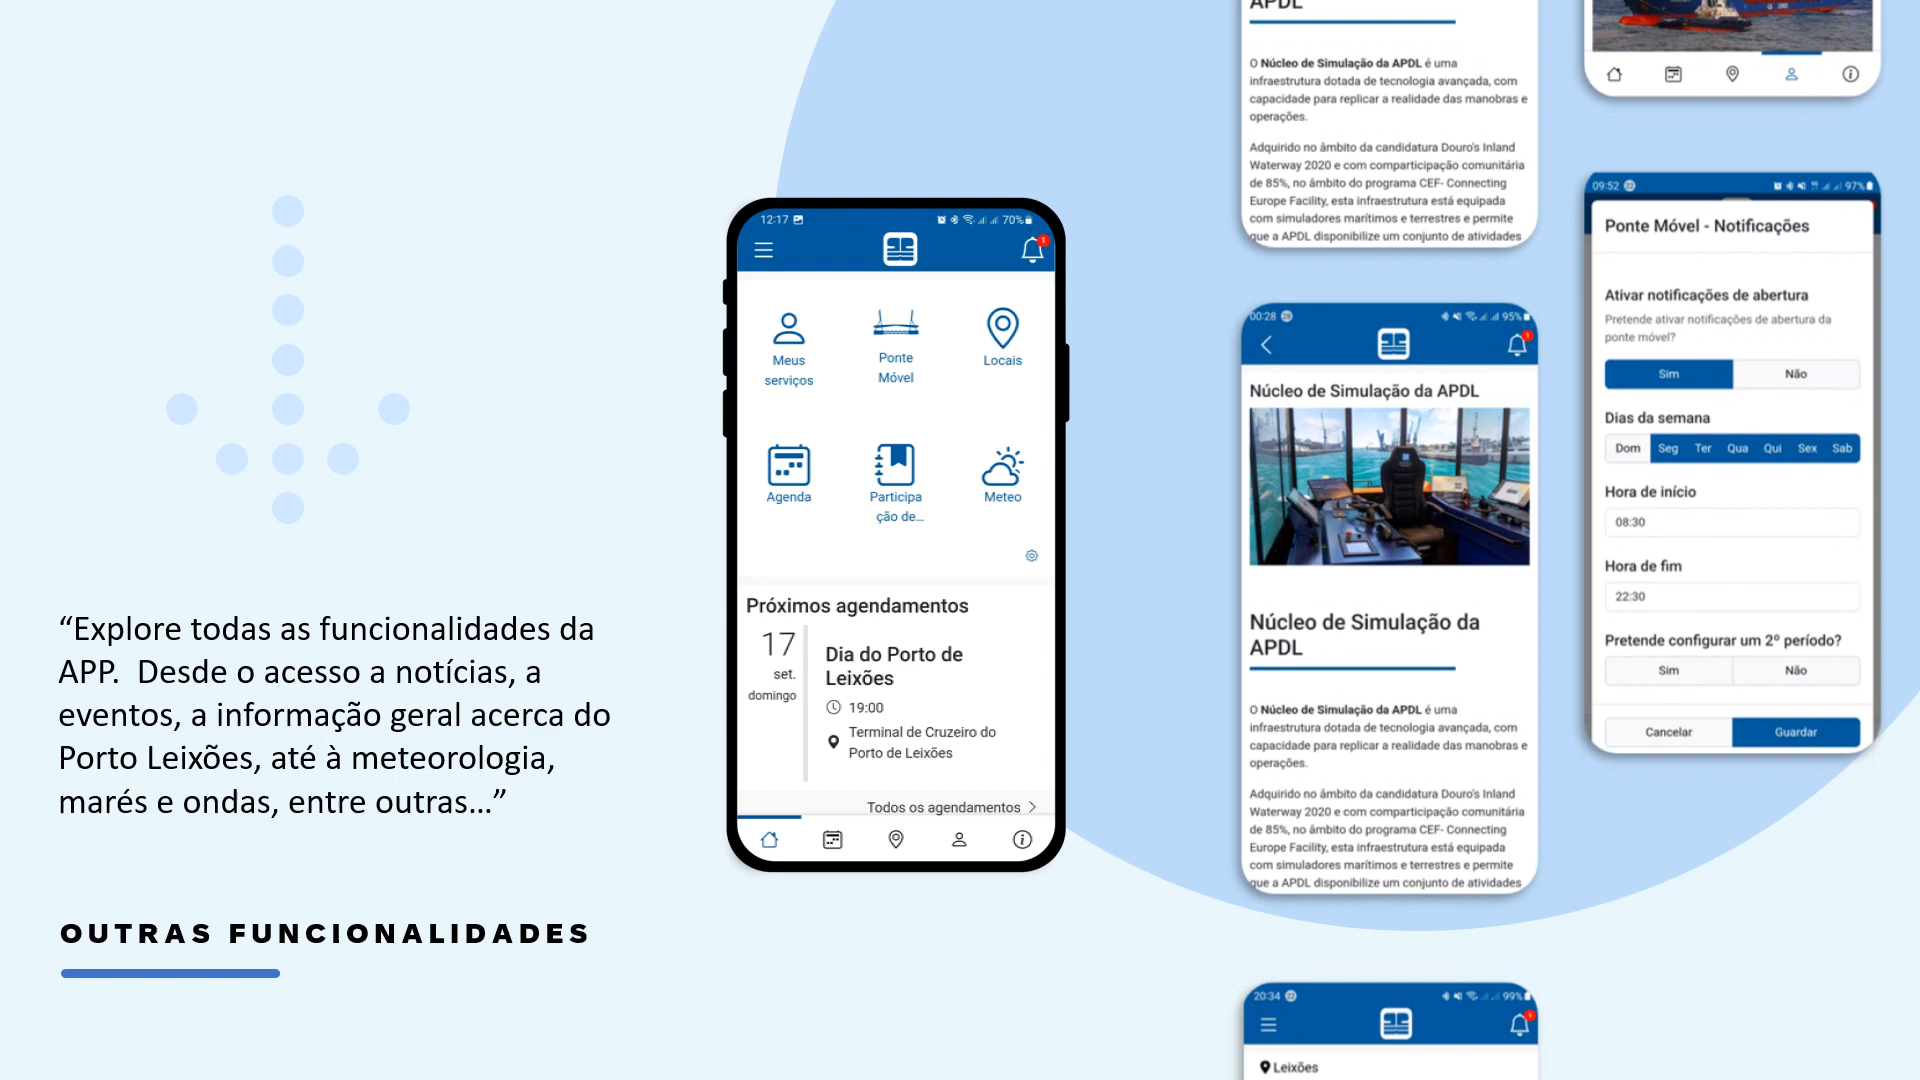 “Explore todas as funcionalidades da
APP.  Desde o acesso a notícias, a
eventos, a informação geral acerca do
Porto Leixões, até à meteorologia,
marés e ondas, entre outras...”
OUTRAS FUNCIONALIDADES
12:17
70%
1
Meus
serviços
Ponte
Móvel
Locais
Agenda
Participa
ção de...
Meteo
Próximos agendamentos
17
set.
domingo
Dia do Porto de
Leixões
19:00
Terminal de Cruzeiro do
Porto de Leixões
Todos os agendamentos
APDL
O Núcleo de Simulação da APDL é uma
infraestrutura dotada de tecnologia avançada, com
capacidade para replicar a realidade das manobras e
operações.
Adquirido no âmbito da candidatura Douro's Inland
Waterway 2020 e com comparticipação comunitária
de 85%, no âmbito do programa CEF- Connecting
Europe Facility, esta infraestrutura está equipada
com simuladores marítimos e terrestres e permite
que a APDL disponibilize um conjunto de atividades
00:28
95%
1
Núcleo de Simulação da APDL
Núcleo de Simulação da
APDL
O Núcleo de Simulação da APDL é uma
infraestrutura dotada de tecnologia avançada, com
capacidade para replicar a realidade das manobras e
operações.
Adquirido no âmbito da candidatura Douro's Inland
Waterway 2020 e com comparticipação comunitária
de 85%, no âmbito do programa CEF- Connecting
Europe Facility, esta infraestrutura está equipada
com simuladores marítimos e terrestres e permite
que a APDL disponibilize um conjunto de atividades
20:34
99%
1
Leixões
09:52
97%
Ponte Móvel - Notificações
Ativar notificações de abertura
Pretende ativar notificações de abertura da
ponte móvel?
Sim Não
Dias da semana
Dom Seg Ter Qua Qui Sex Sab
Hora de início
08:30
Hora de fim
22:30
Pretende configurar um 2º período?
Sim Não
Cancelar Guardar